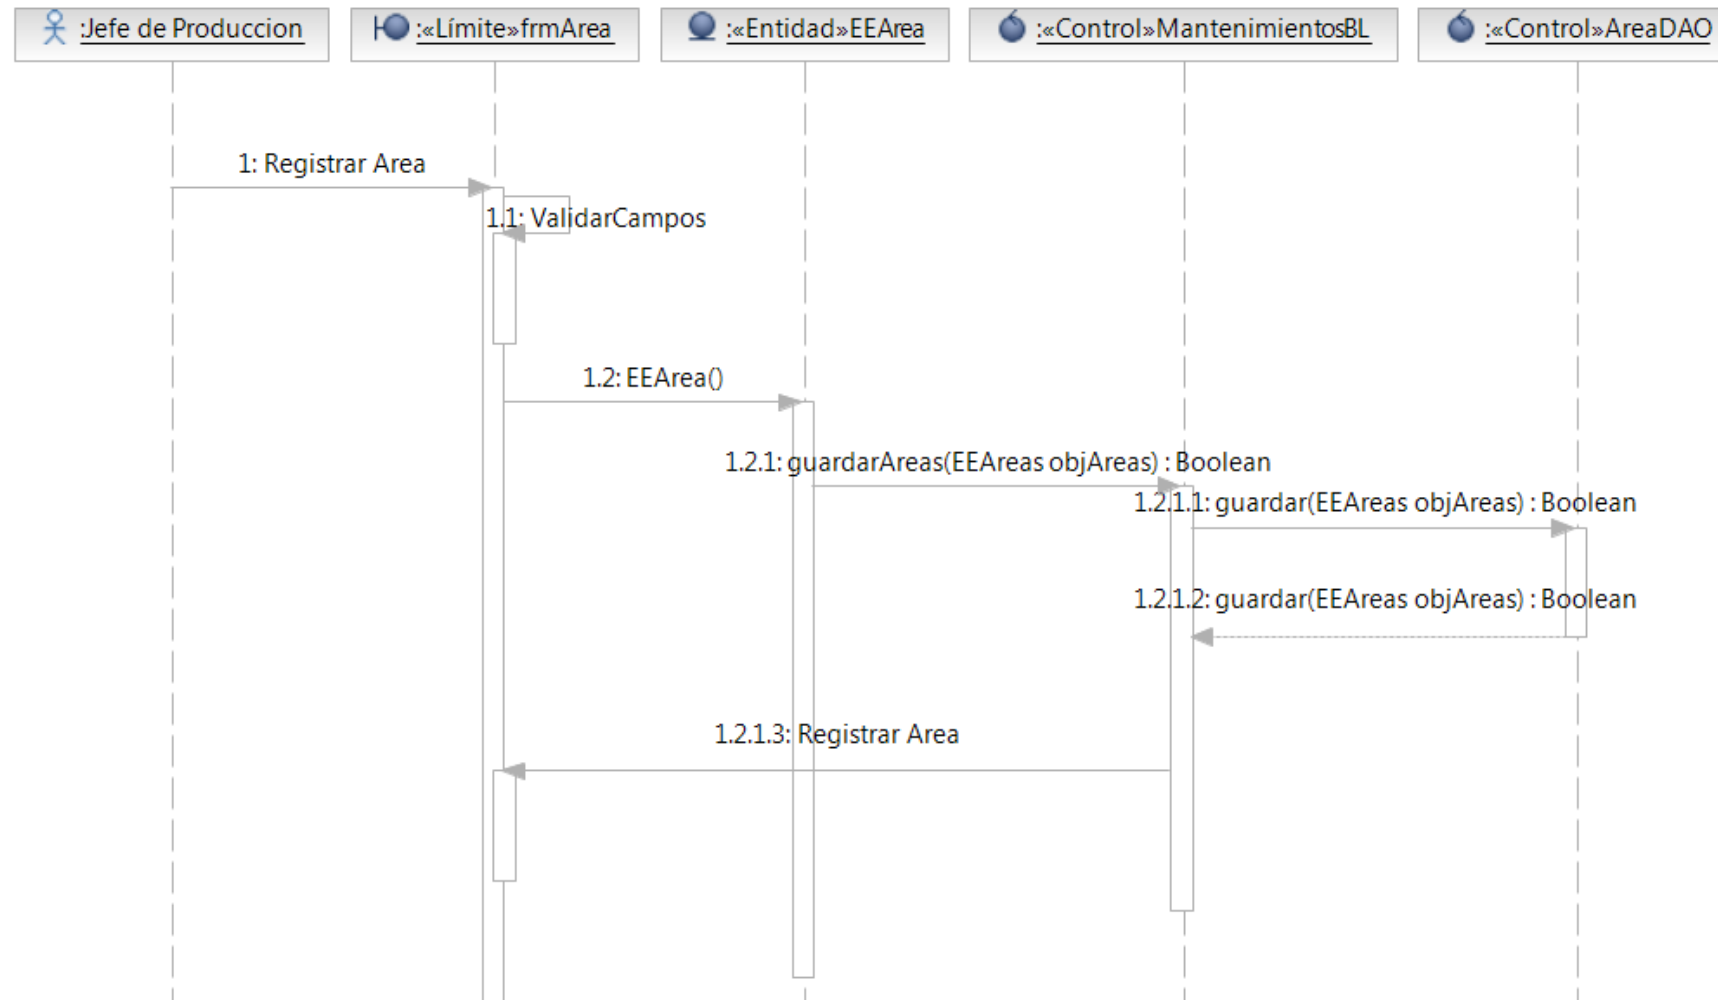 :Jefe de Produccion
:«Límite»frmArea
:«Entidad»EEArea
:«Control»MantenimientosBL
:«Control»AreaDAO
1: Registrar Area
1.1: ValidarCampos
1.2: EEArea()
1.2.1: guardarAreas(EEAreas objAreas) : Boolean
1.2.1.1: guardar(EEAreas objAreas) : Boolean
1.2.1.2: guardar(EEAreas objAreas) : Boolean
1.2.1.3: Registrar Area